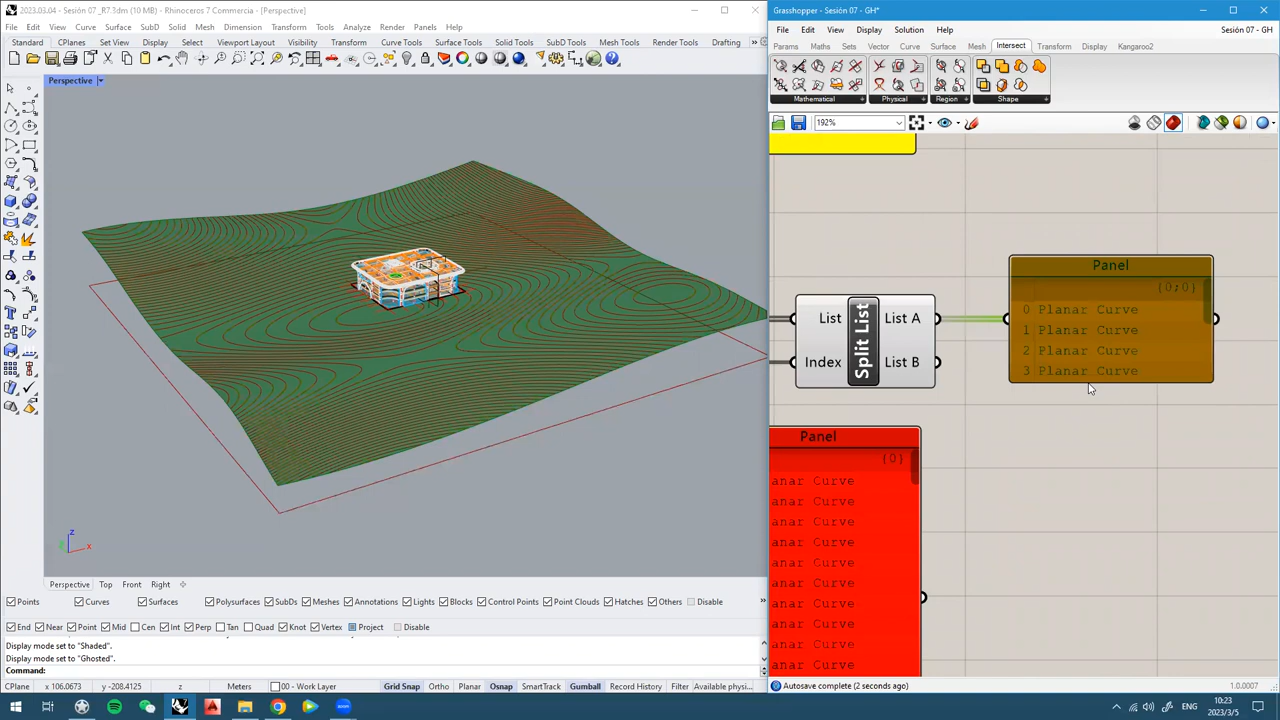 2023.03.04 - Sesión 07_R7.3dm (10 MB) - Rhinoceros 7 Commercia - [Perspective]
File Edit View Curve Surface SubD Solid Mesh Dimension Transform Tools Analyze Render Panels Help
Standard CPlanes Set View Display Select Viewport Layout Visibility Transform Curve Tools Surface Tools Solid Tools SubD Tools Mesh Tools Render Tools Drafting »
Perspective
z
x
Perspective Top Front Right
Points Polysurfaces SubDs Meshes Annotations Lights Blocks Control Points Point Clouds Hatches Others Disable »
End Near Point Mid Cen Int Perp Tan Quad Knot Vertex Project Disable
Display mode set to "Shaded".
Display mode set to "Ghosted".
Command:
CPlane x 106.0673 y -208.4125 z Meters 00 - Work Layer Grid Snap Ortho Planar Osnap SmartTrack Gumball Record History Filter Available physi...
Grasshopper - Sesión 07 - GH*
File Edit View Display Solution Help Sesión 07 - GH*
Params Maths Sets Vector Curve Surface Mesh Intersect Transform Display Kangaroo2
Mathematical + Physical + Region + Shape +
192%
Panel
{0;0}
0 Planar Curve
1 Planar Curve
2 Planar Curve
3 Planar Curve
List Split List List A
Index List B
Panel
{0}
anar Curve
anar Curve
anar Curve
anar Curve
anar Curve
anar Curve
anar Curve
anar Curve
anar Curve
anar Curve
Autosave complete (2 seconds ago) 1.0.0007
10:23
2023/3/5